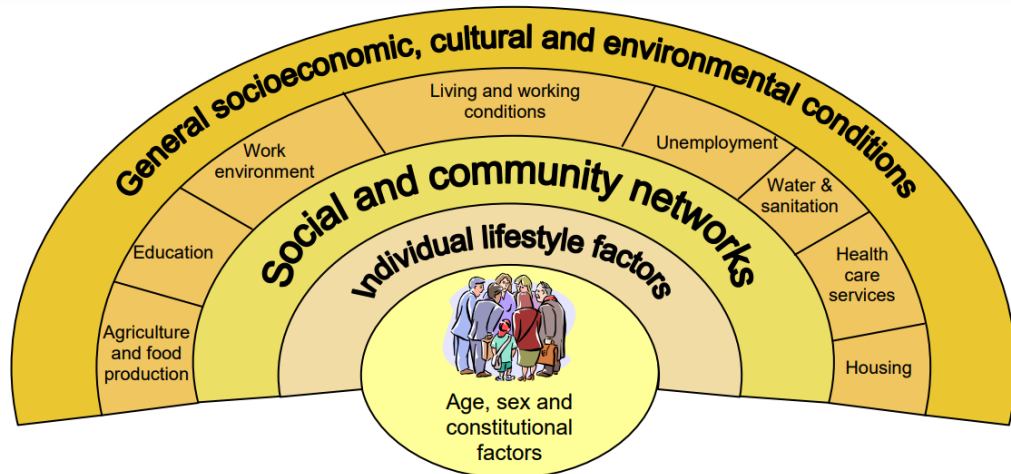 General socioeconomic, cultural and environmental conditions
Living and working
conditions
Work
environment
Unemployment
Water &
sanitation
Education
Health
care
services
Agriculture
and food
production
Housing
Social and community networks
Individual lifestyle factors
Age, sex and
constitutional
factors